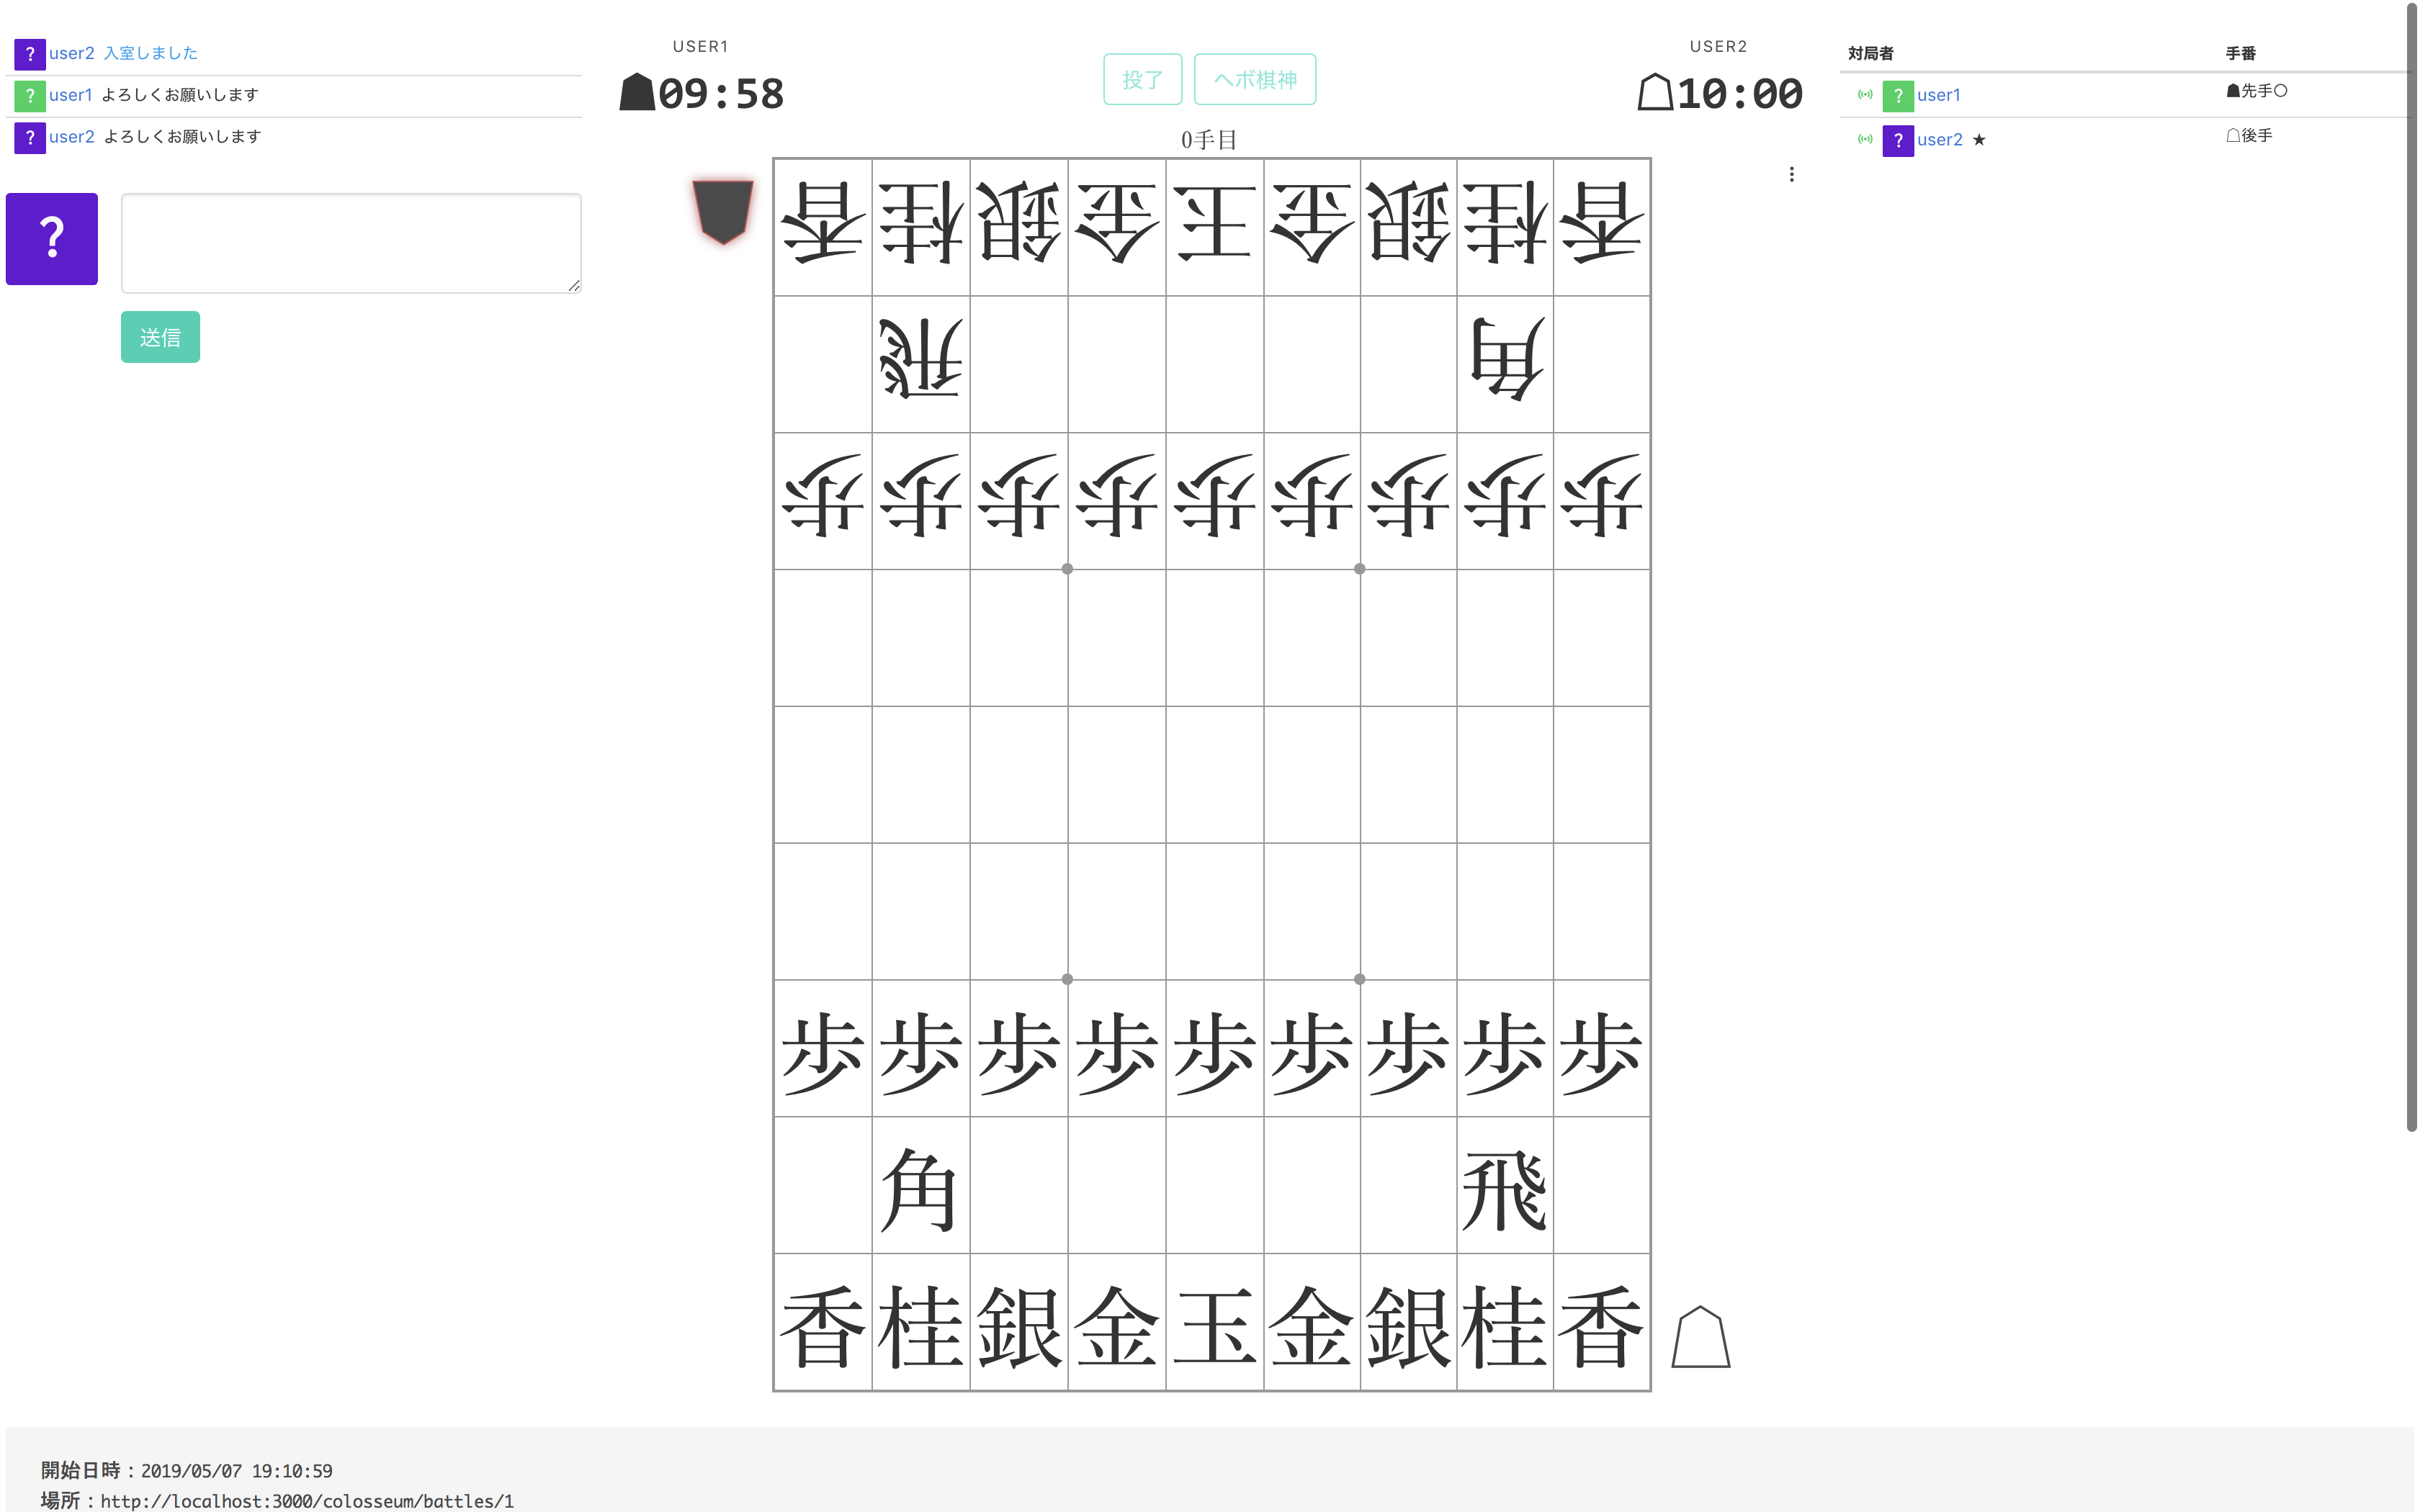 ? user2 入室しました
? user1 よろしくお願いします
? user2 よろしくお願いします
?
送信
USER1
09:58
投了 ヘボ棋神
USER2
10:00
0手目
香桂銀金玉金銀桂香
飛角
歩歩歩歩歩歩歩歩歩
歩歩歩歩歩歩歩歩歩
角飛
香桂銀金玉金銀桂香
対局者 手番
? user1 ☗先手〇
? user2 ★ ☖後手
開始日時：2019/05/07 19:10:59
場所：http://localhost:3000/colosseum/battles/1